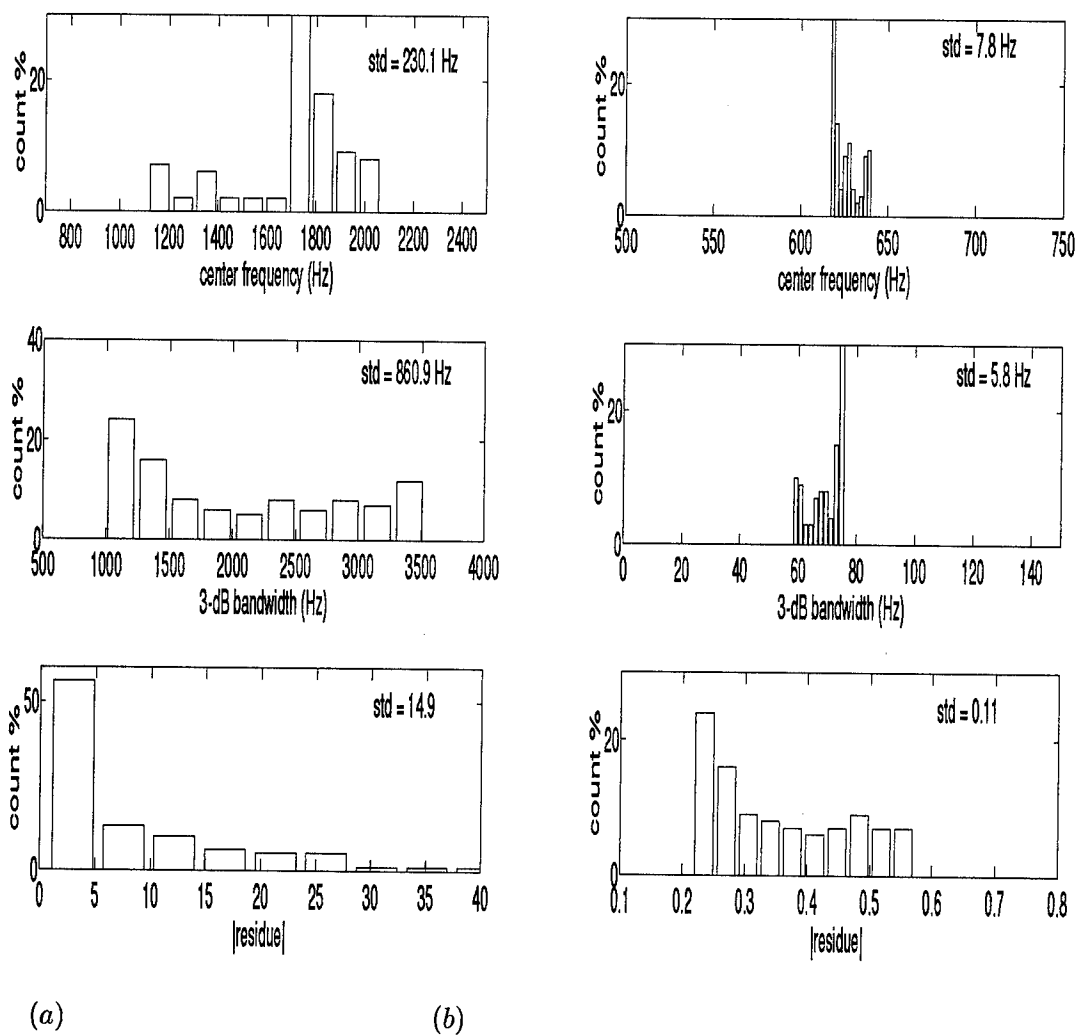 count %
20
0
std = 230.1 Hz
800 1000 1200 1400 1600 1800 2000 2200 2400
center frequency (Hz)
count %
20
0
std = 7.8 Hz
500 550 600 650 700 750
center frequency (Hz)
count %
40
20
0
std = 860.9 Hz
500 1000 1500 2000 2500 3000 3500 4000
3-dB bandwidth (Hz)
count %
20
0
std = 5.8 Hz
0 20 40 60 80 100 120 140
3-dB bandwidth (Hz)
count %
50
0
std = 14.9
0 5 10 15 20 25 30 35 40
|residue|
count %
20
0
std = 0.11
0.1 0.2 0.3 0.4 0.5 0.6 0.7 0.8
|residue|
(a)
(b)